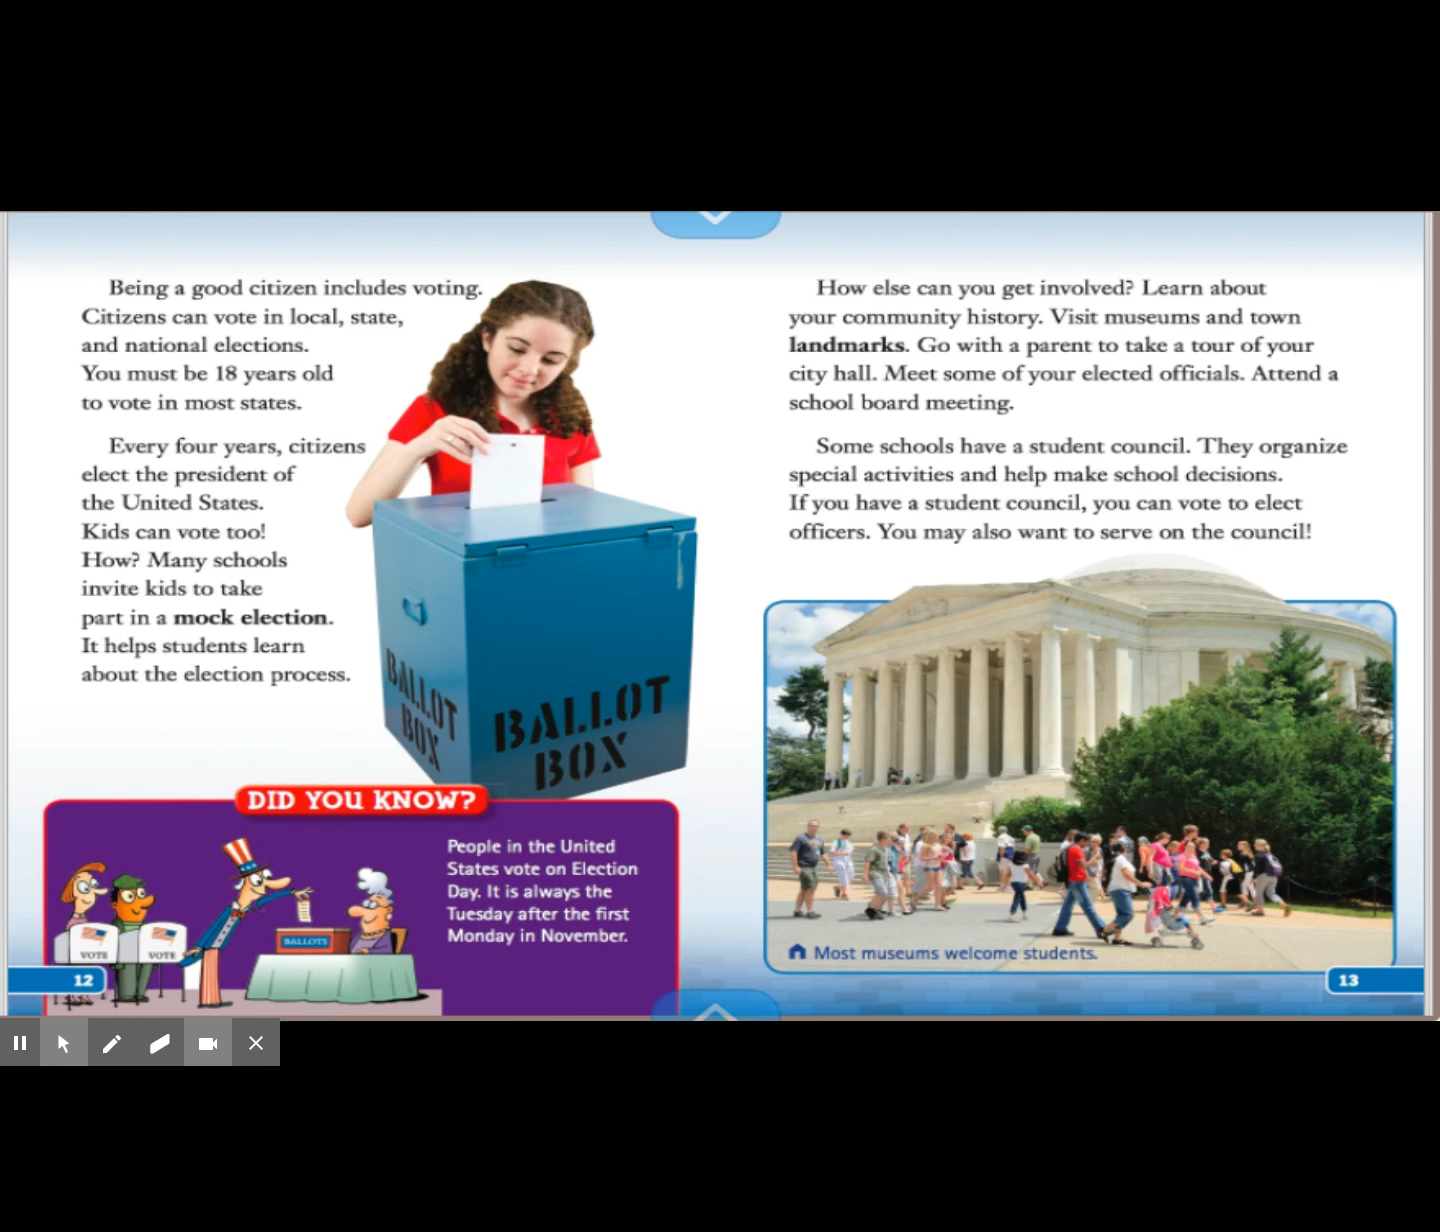 Being a good citizen includes voting.
Citizens can vote in local, state,
and national elections.
You must be 18 years old
to vote in most states.
Every four years, citizens
elect the president of
the United States.
Kids can vote too!
How? Many schools
invite kids to take
part in a mock election.
It helps students learn
about the election process.
BALLOT
BOX
BALLOT
BOX
DID YOU KNOW?
People in the United
States vote on Election
Day. It is always the
Tuesday after the first
Monday in November.
BALLOTS
VOTE
VOTE
12
How else can you get involved? Learn about
your community history. Visit museums and town
landmarks. Go with a parent to take a tour of your
city hall. Meet some of your elected officials. Attend a
school board meeting.
Some schools have a student council. They organize
special activities and help make school decisions.
If you have a student council, you can vote to elect
officers. You may also want to serve on the council!
Most museums welcome students.
13